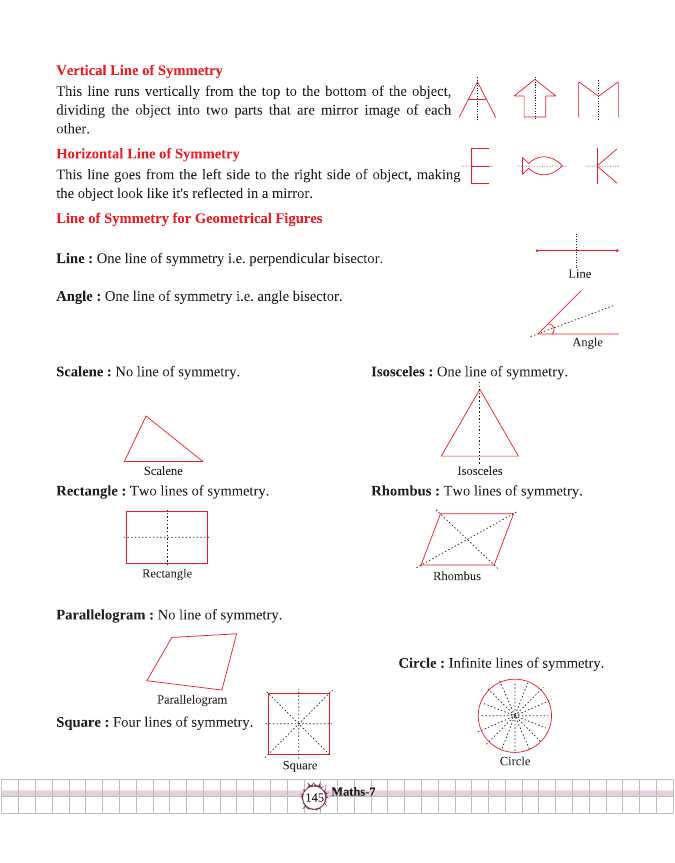 Vertical Line of Symmetry
This line runs vertically from the top to the bottom of the object,
dividing the object into two parts that are mirror image of each
other.
Horizontal Line of Symmetry
This line goes from the left side to the right side of object, making
the object look like it's reflected in a mirror.
Line of Symmetry for Geometrical Figures
Line : One line of symmetry i.e. perpendicular bisector.
Line
Angle : One line of symmetry i.e. angle bisector.
Angle
Scalene : No line of symmetry.
Isosceles : One line of symmetry.
Scalene
Isosceles
Rectangle : Two lines of symmetry.
Rhombus : Two lines of symmetry.
Rectangle
Rhombus
Parallelogram : No line of symmetry.
Parallelogram
Circle : Infinite lines of symmetry.
Square : Four lines of symmetry.
Square
Circle
145 Maths-7